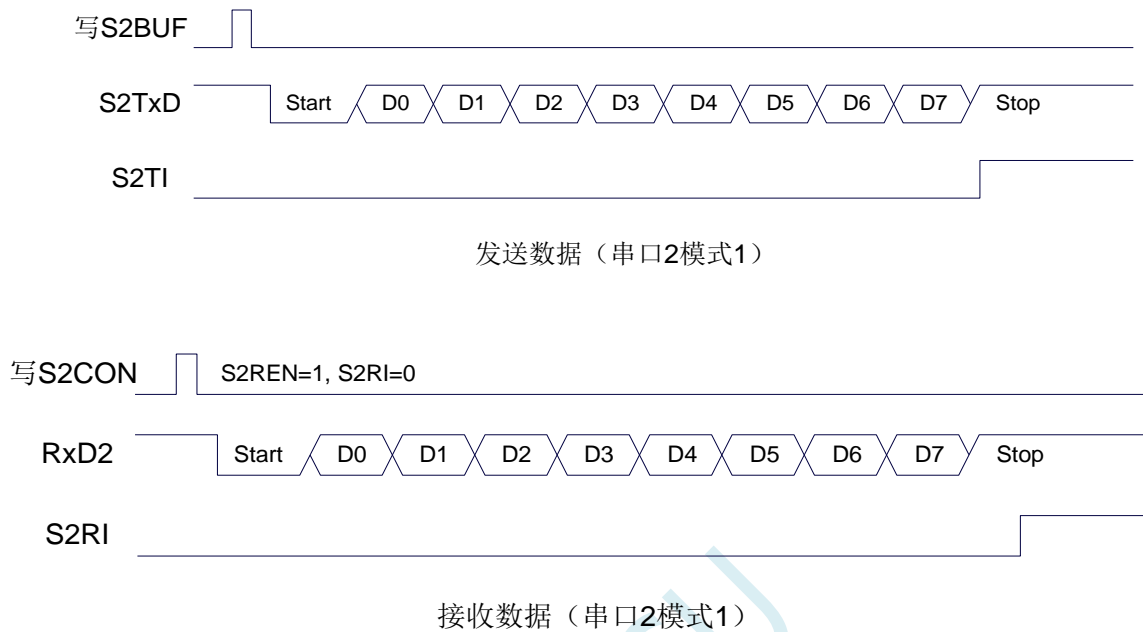 写S2BUF
S2TxD Start D0 D1 D2 D3 D4 D5 D6 D7 Stop
S2TI
发送数据（串口2模式1）
写S2CON S2REN=1, S2RI=0
RxD2 Start D0 D1 D2 D3 D4 D5 D6 D7 Stop
S2RI
接收数据（串口2模式1）